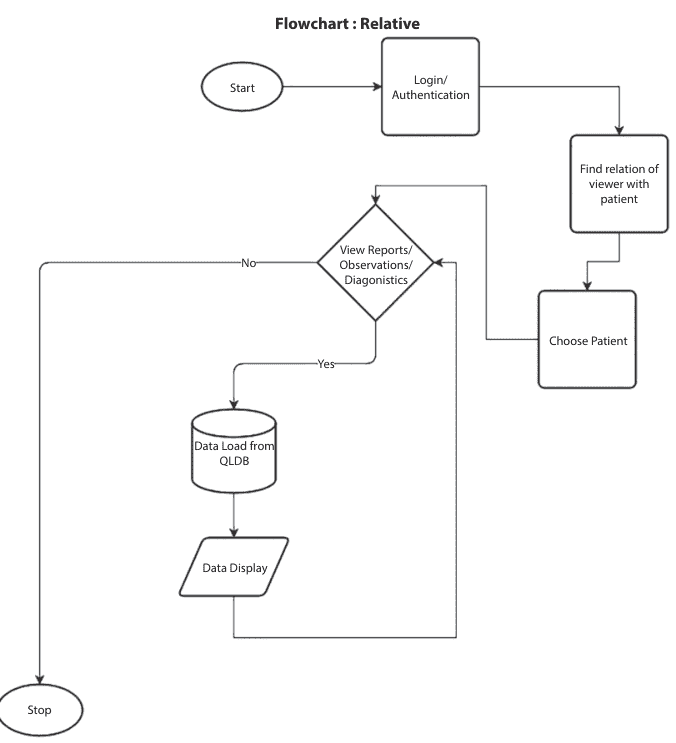 Flowchart : Relative
Start
Login/
Authentication
Find relation of
viewer with
patient
Choose Patient
View Reports/
Observations/
Diagonistics
No
Yes
Data Load from
QLDB
Data Display
Stop